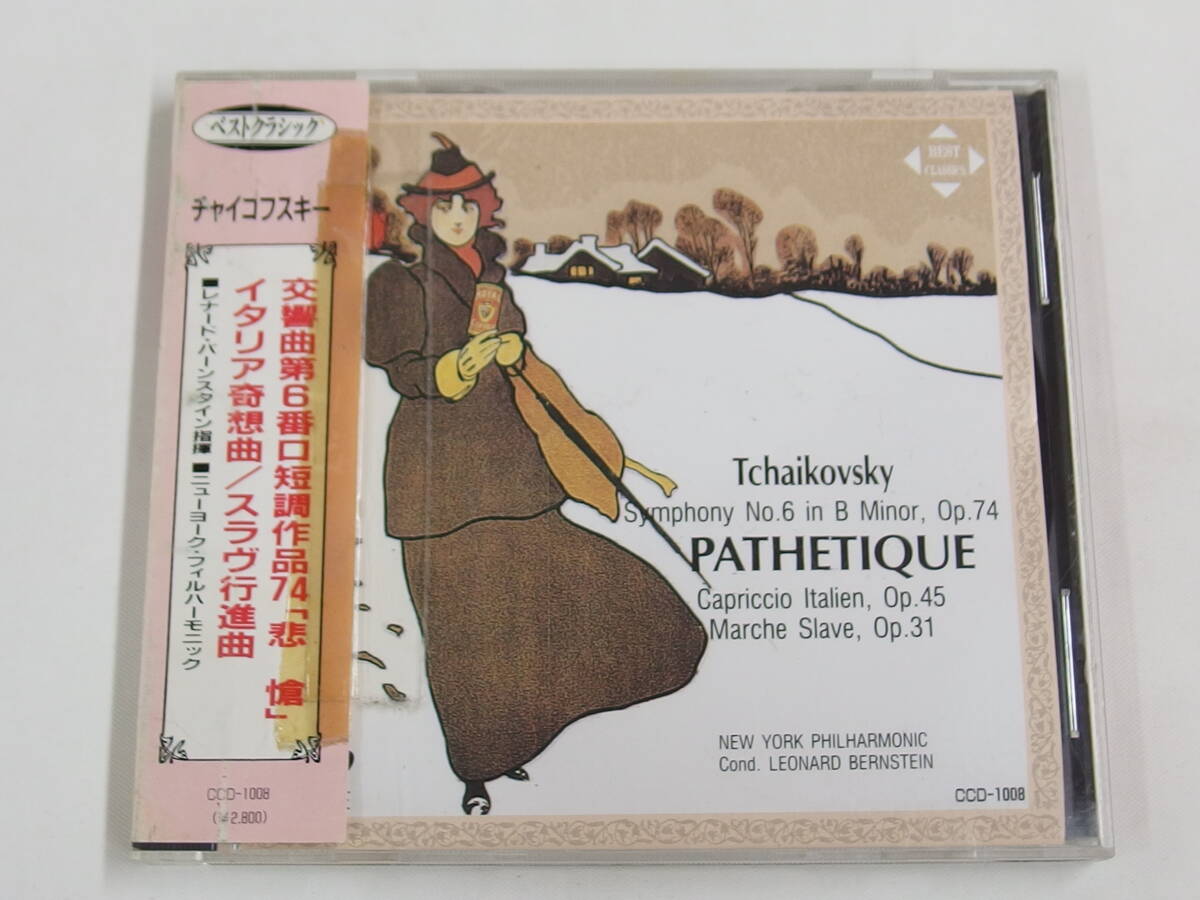 ベストクラシック
チャイコフスキー
交響曲第6番ロ短調作品74「悲 愴」
イタリア奇想曲/スラヴ行進曲
■レナード・バーンスタイン指揮 ■ニューヨーク・フィルハーモニック
CCD-1008
(¥2,800)
BEST
CLASSICS
Tchaikovsky
Symphony No.6 in B Minor, Op.74
PATHETIQUE
Capriccio Italien, Op.45
Marche Slave, Op.31
NEW YORK PHILHARMONIC
Cond. LEONARD BERNSTEIN
CCD-1008